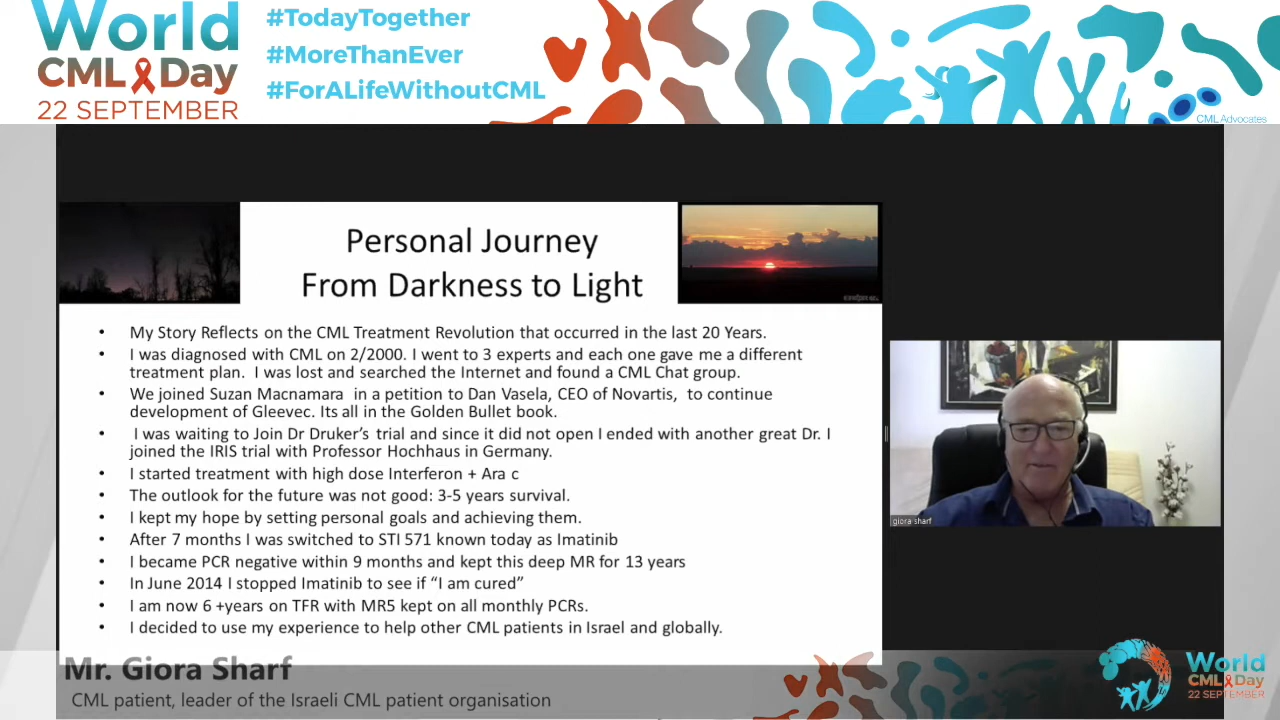 World
CML Day
22 SEPTEMBER
#TodayTogether
#MoreThanEver
#ForALifeWithoutCML
CML Advocates
Personal Journey
From Darkness to Light
• My Story Reflects on the CML Treatment Revolution that occurred in the last 20 Years.
• I was diagnosed with CML on 2/2000. I went to 3 experts and each one gave me a different
treatment plan. I was lost and searched the Internet and found a CML Chat group.
• We joined Suzan Macnamara in a petition to Dan Vasela, CEO of Novartis, to continue
development of Gleevec. Its all in the Golden Bullet book.
• I was waiting to Join Dr Druker’s trial and since it did not open I ended with another great Dr. I
joined the IRIS trial with Professor Hochhaus in Germany.
• I started treatment with high dose Interferon + Ara c
• The outlook for the future was not good: 3-5 years survival.
• I kept my hope by setting personal goals and achieving them.
• After 7 months I was switched to STI 571 known today as Imatinib
• I became PCR negative within 9 months and kept this deep MR for 13 years
• In June 2014 I stopped Imatinib to see if “I am cured”
• I am now 6 +years on TFR with MR5 kept on all monthly PCRs.
• I decided to use my experience to help other CML patients in Israel and globally.
giora sharf
Mr. Giora Sharf
CML patient, leader of the Israeli CML patient organisation
World
CML Day
22 SEPTEMBER